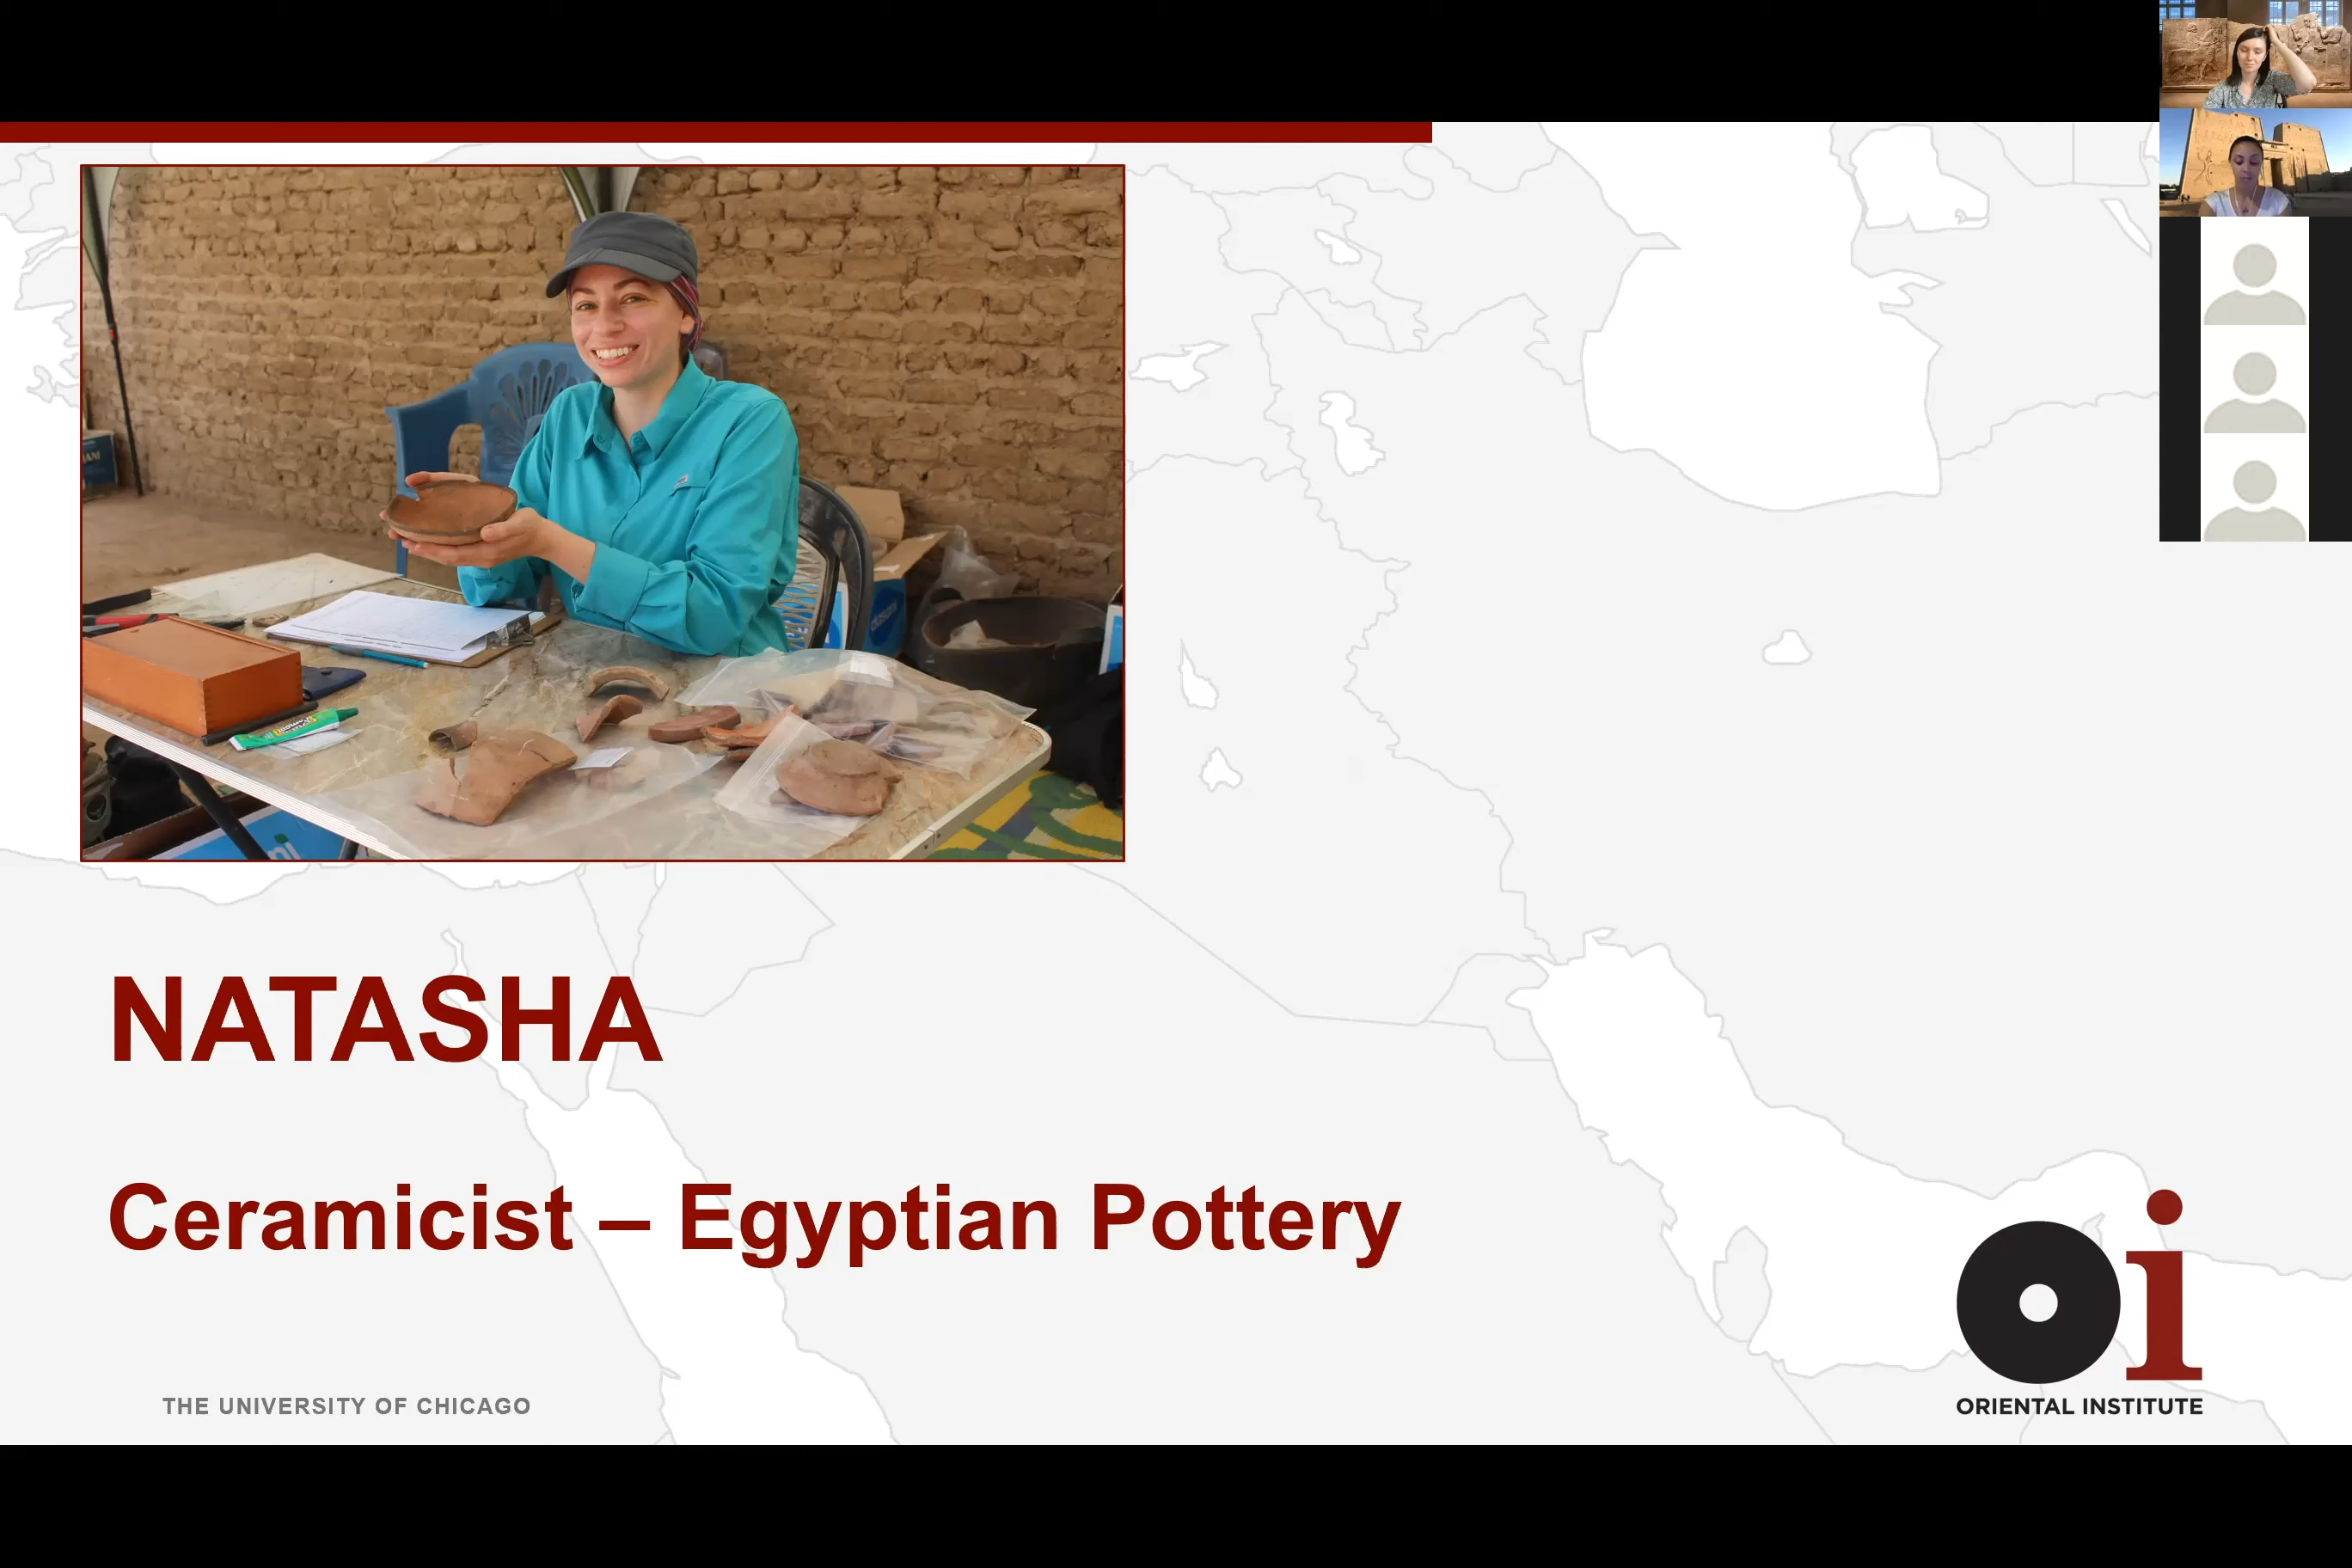 NATASHA
Ceramicist – Egyptian Pottery
THE UNIVERSITY OF CHICAGO
oi
ORIENTAL INSTITUTE